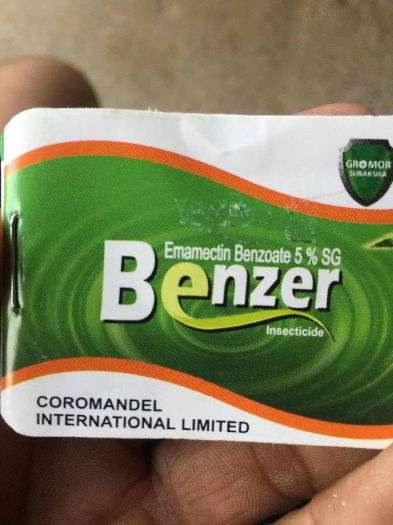 GROMOR
SURAKSHA
Emamectin Benzoate 5 % SG
Benzer
Insecticide
COROMANDEL
INTERNATIONAL LIMITED